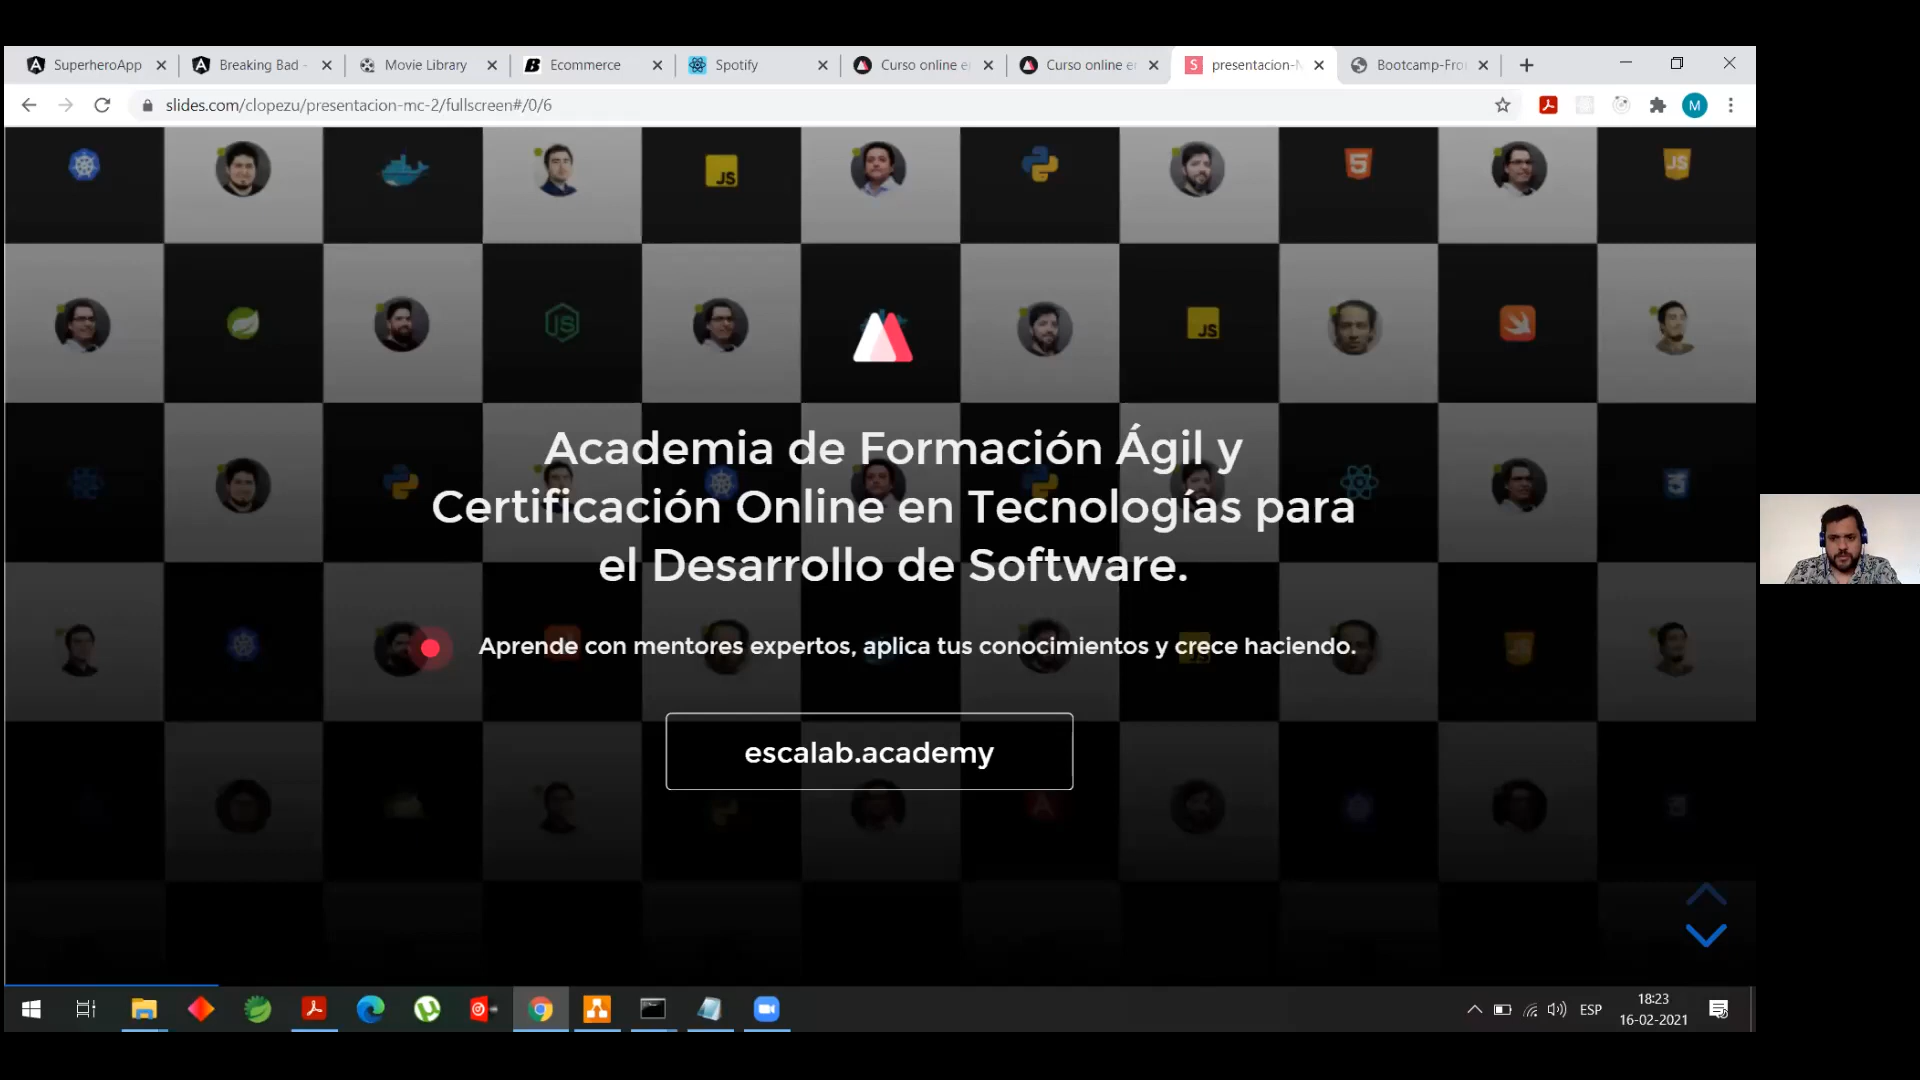 SuperheroApp
Breaking Bad -
Movie Library
Ecommerce
Spotify
Curso online e
Curso online e
presentacion-M
Bootcamp-Fro
slides.com/clopezu/presentacion-mc-2/fullscreen#/0/6
M
JS
5
JS
JS
JS
Academia de Formación Ágil y
Certificación Online en Tecnologías para
el Desarrollo de Software.
Aprende con mentores expertos, aplica tus conocimientos y crece haciendo.
escalab.academy
ESP
18:23
16-02-2021